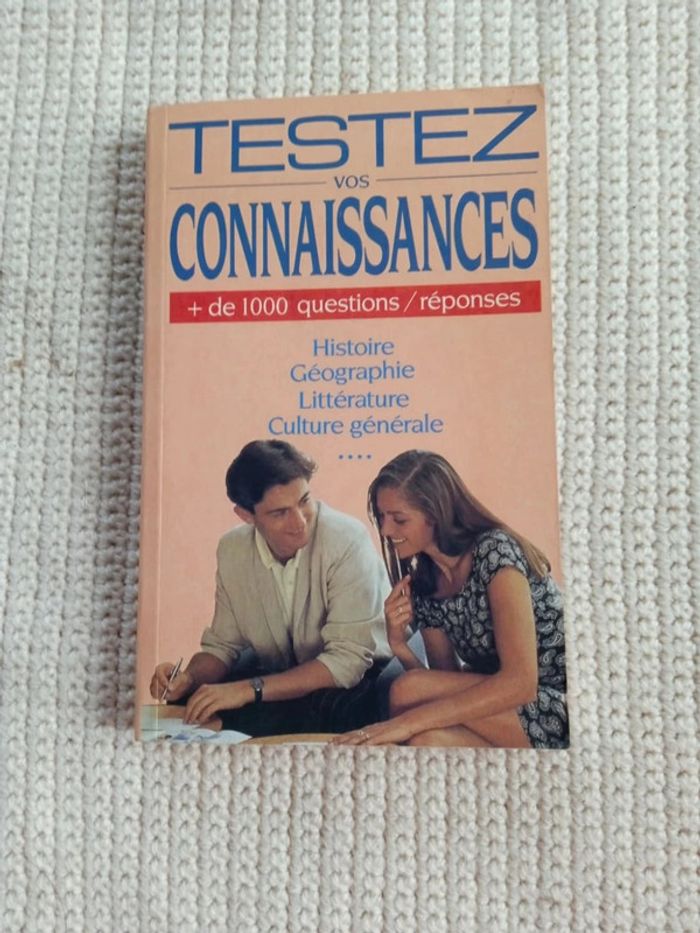 TESTEZ
VOS
CONNAISSANCES
+ de 1000 questions/réponses
Histoire
Géographie
Littérature
Culture générale
....